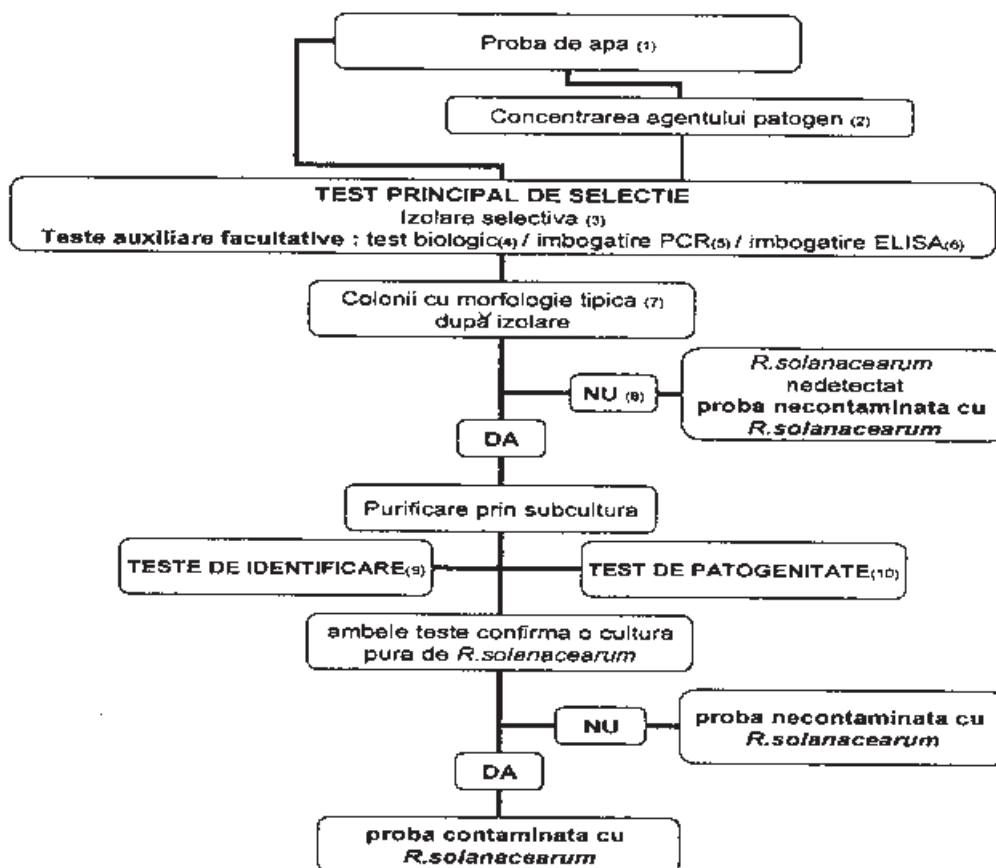 Proba de apa (1)
Concentrarea agentului patogen (2)
TEST PRINCIPAL DE SELECTIE
Izolare selectiva (3)
Teste auxiliare facultative : test biologic(4) / imbogatire PCR(5) / imbogatire ELISA(6)
Colonii cu morfologie tipica (7)
după izolare
NU (8)
R.solanacearum
nedetectat
proba necontaminata cu
R.solanacearum
DA
Purificare prin subcultura
TESTE DE IDENTIFICARE(9)
TEST DE PATOGENITATE(10)
ambele teste confirma o cultura
pura de R.solanacearum
NU
proba necontaminata cu
R.solanacearum
DA
proba contaminata cu
R.solanacearum